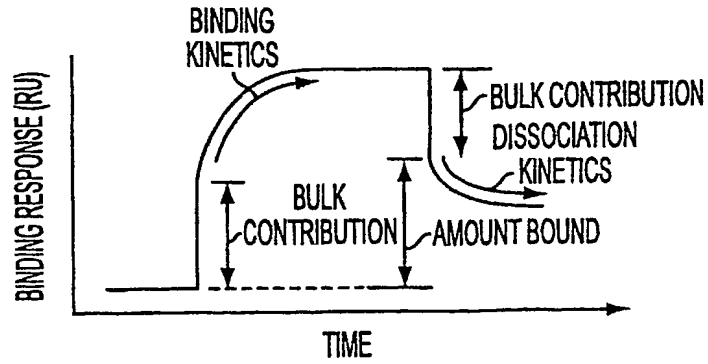 BINDING
KINETICS
BINDING RESPONSE (RU)
BULK CONTRIBUTION
DISSOCIATION
KINETICS
BULK
CONTRIBUTION
AMOUNT BOUND
TIME